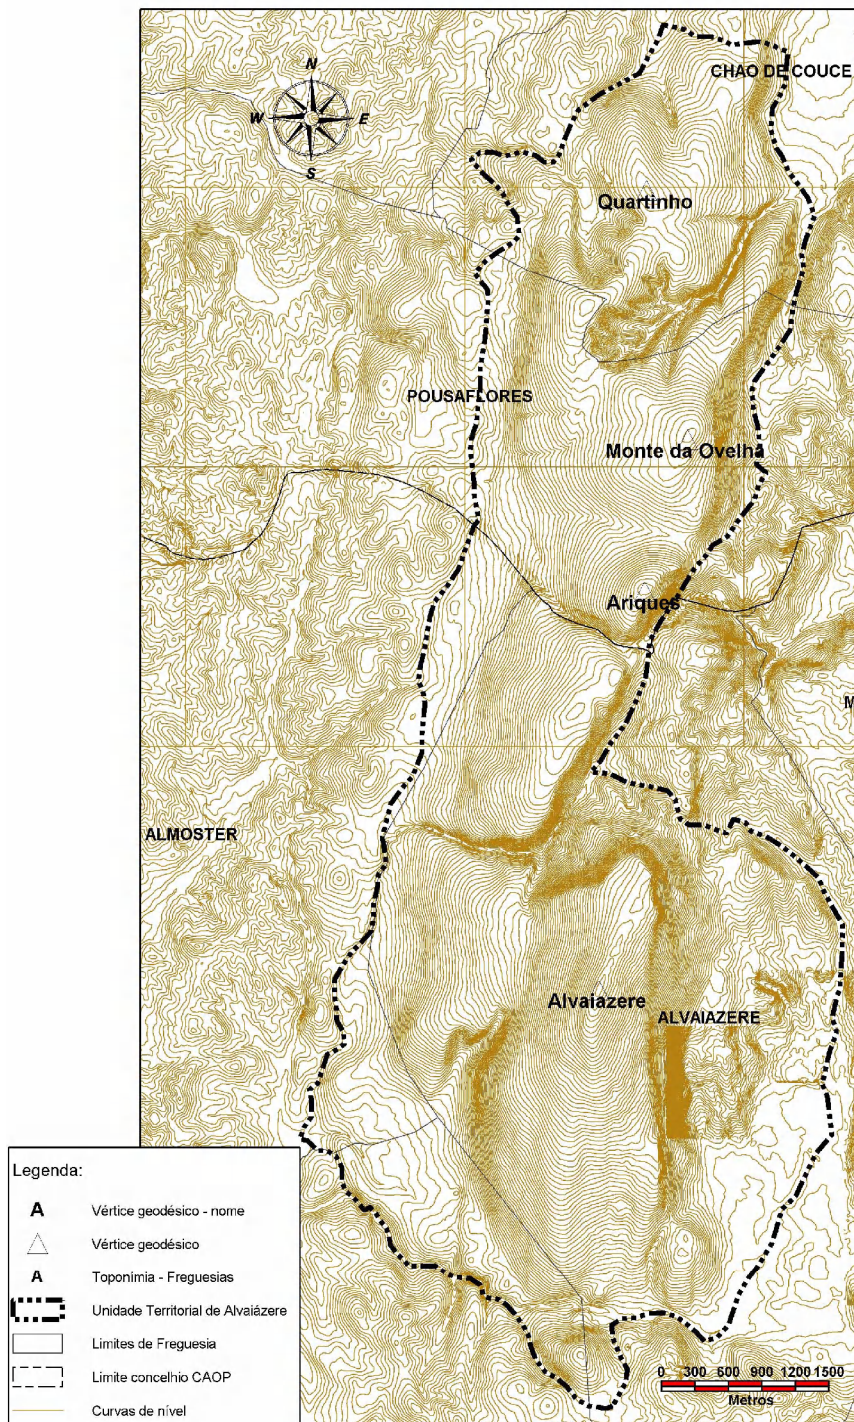 N
CHAO DE COUCE
W
E
S
Quartinho
POUSAFLORES
Monte da Ovelha
Ariques
M
ALMOSTER
Alvaiazere
ALVAIAZERE
Legenda:
A Vértice geodésico - nome
Vértice geodésico
A Toponímia - Freguesias
Unidade Territorial de Alvaiázere
Limites de Freguesia
Limite concelhio CAOP
Curvas de nível
0 300 600 900 1200 1500
Metros